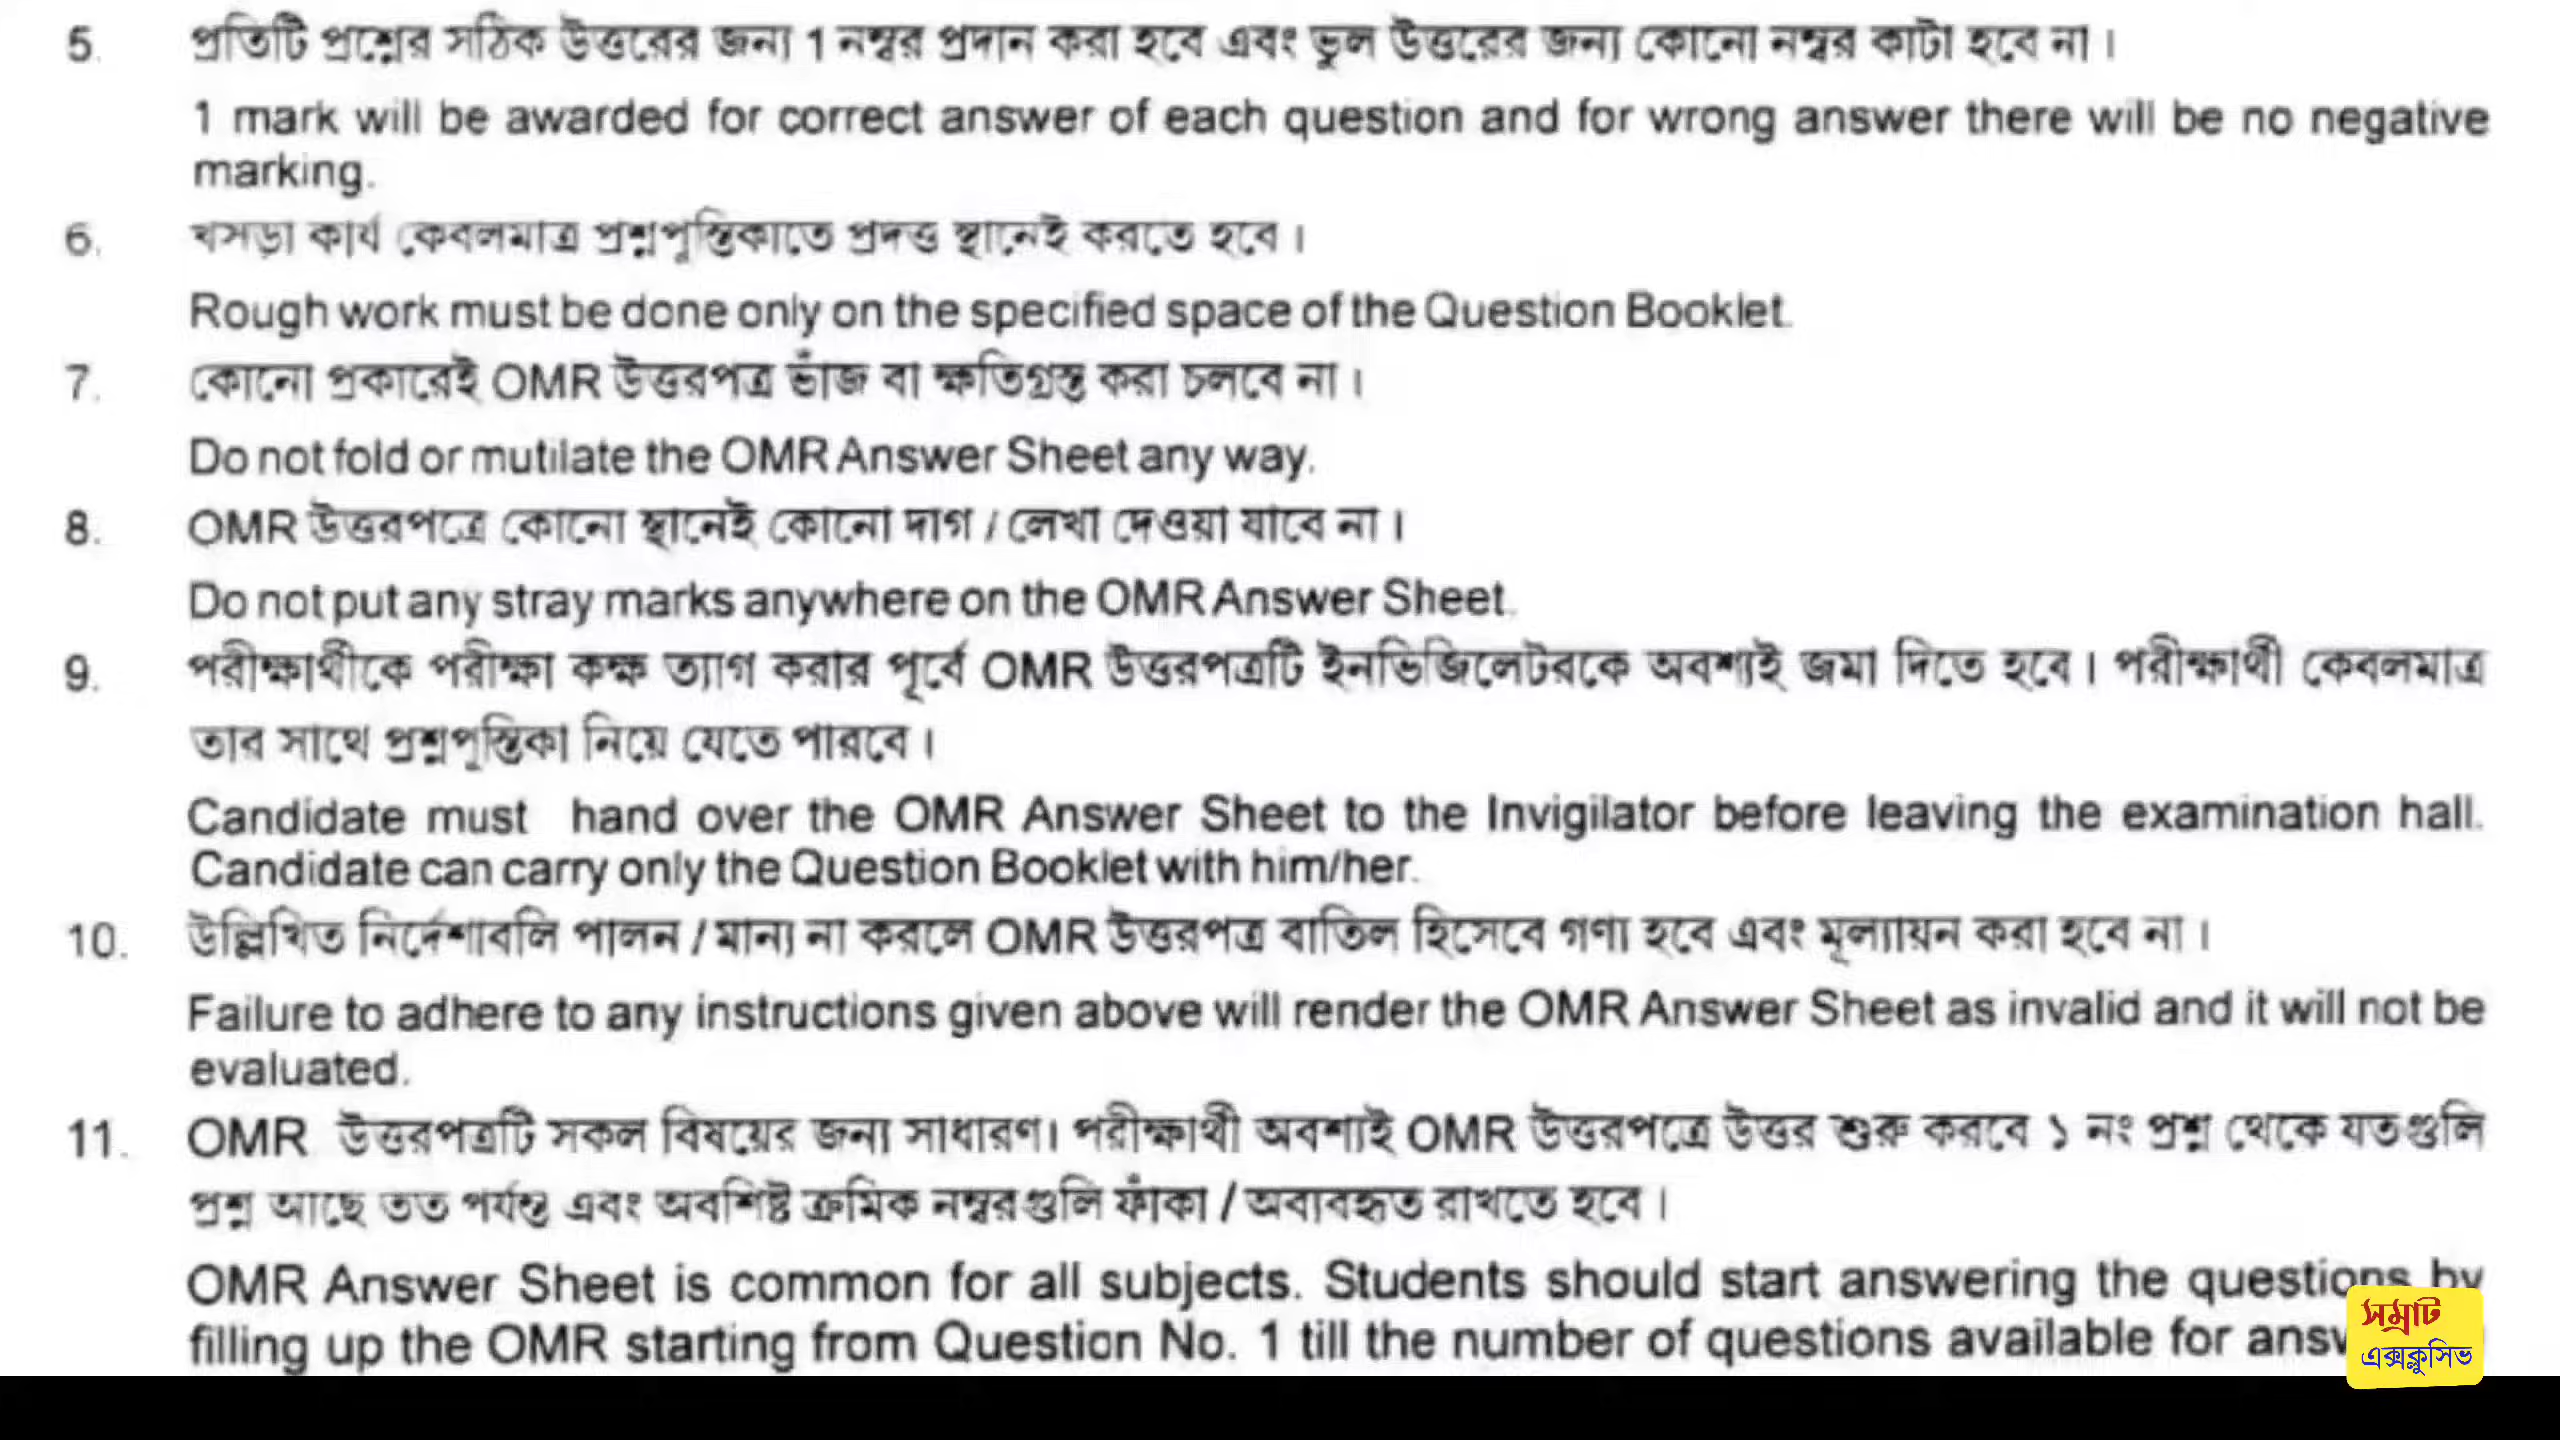 5. প্রতিটি প্রশ্নের সঠিক উত্তরের জন্য 1 নম্বর প্রদান করা হবে এবং ভুল উত্তরের জন্য কোনো নম্বর কাটা হবে না।
1 mark will be awarded for correct answer of each question and for wrong answer there will be no negative
marking.
6. খসড়া কার্য কেবলমাত্র প্রশ্নপুস্তিকাতে প্রদত্ত স্থানেই করতে হবে।
Rough work must be done only on the specified space of the Question Booklet.
7. কোনো প্রকারেই OMR উত্তরপত্র ভাঁজ বা ক্ষতিগ্রস্ত করা চলবে না।
Do not fold or mutilate the OMR Answer Sheet any way.
8. OMR উত্তরপত্রে কোনো স্থানেই কোনো দাগ / লেখা দেওয়া যাবে না।
Do not put any stray marks anywhere on the OMR Answer Sheet.
9. পরীক্ষার্থীকে পরীক্ষা কক্ষ ত্যাগ করার পূর্বে OMR উত্তরপত্রটি ইনভিজিলেটরকে অবশ্যই জমা দিতে হবে। পরীক্ষার্থী কেবলমাত্র
তার সাথে প্রশ্নপুস্তিকা নিয়ে যেতে পারবে।
Candidate must hand over the OMR Answer Sheet to the Invigilator before leaving the examination hall.
Candidate can carry only the Question Booklet with him/her.
10. উল্লিখিত নির্দেশাবলি পালন / মান্য না করলে OMR উত্তরপত্র বাতিল হিসেবে গণ্য হবে এবং মূল্যায়ন করা হবে না।
Failure to adhere to any instructions given above will render the OMR Answer Sheet as invalid and it will not be
evaluated.
11. OMR উত্তরপত্রটি সকল বিষয়ের জন্য সাধারণ। পরীক্ষার্থী অবশ্যই OMR উত্তরপত্রে উত্তর শুরু করবে ১ নং প্রশ্ন থেকে যতগুলি
প্রশ্ন আছে তত পর্যন্ত এবং অবশিষ্ট ক্রমিক নম্বরগুলি ফাঁকা / অব্যবহৃত রাখতে হবে।
OMR Answer Sheet is common for all subjects. Students should start answering the questions by
filling up the OMR starting from Question No. 1 till the number of questions available for
সম্রাট
এক্সক্লুসিভ